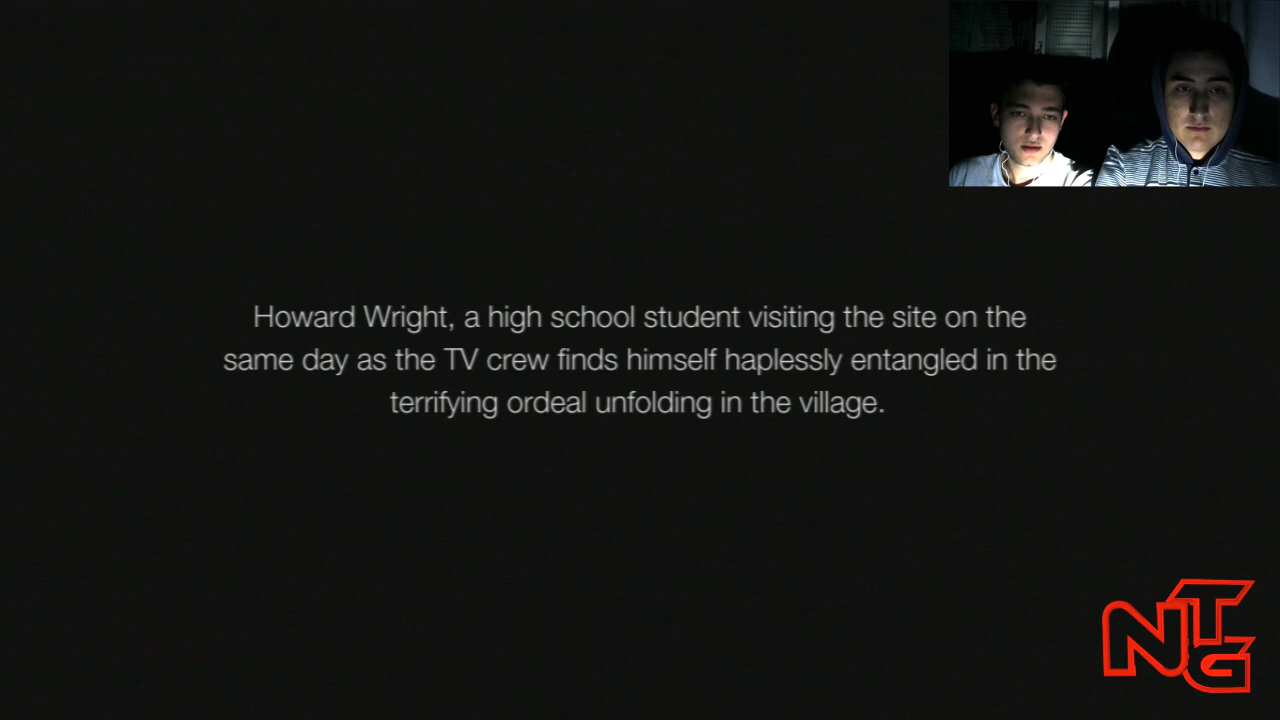 Howard Wright, a high school student visiting the site on the
same day as the TV crew finds himself haplessly entangled in the
terrifying ordeal unfolding in the village.
NTG